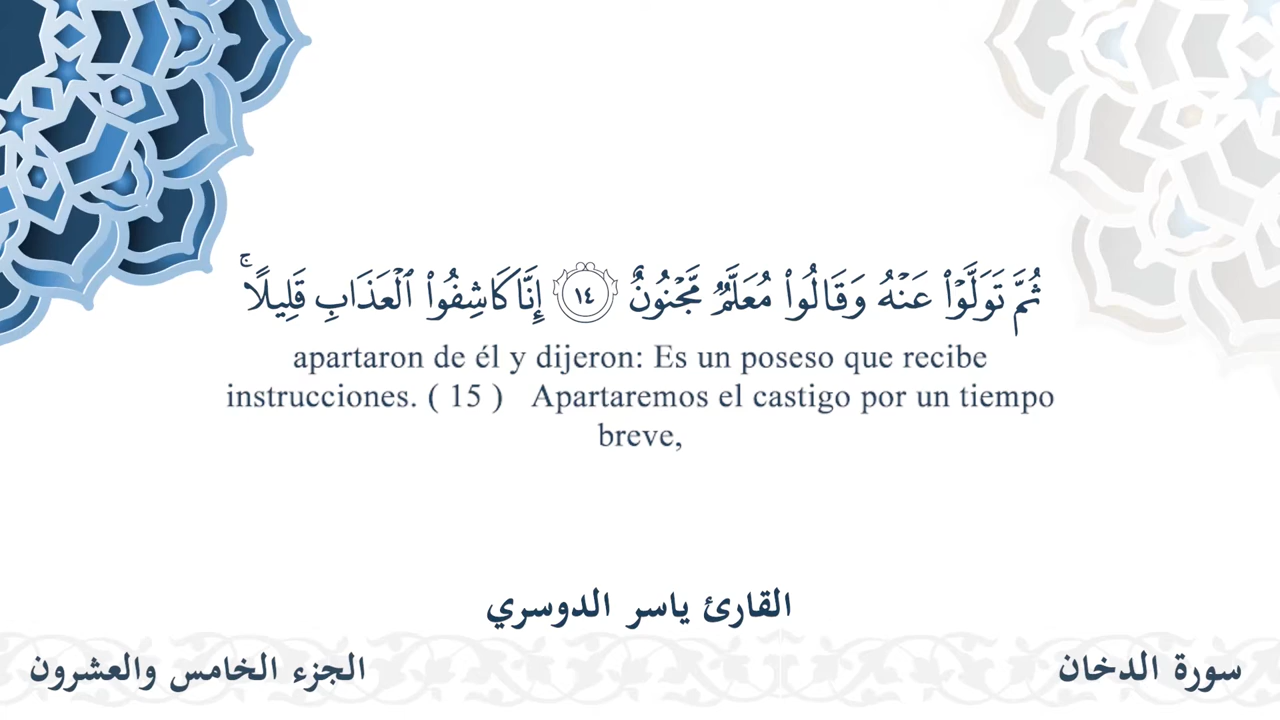 ثُمَّ تَوَلَّوۡاْ عَنۡهُ وَقَالُواْ مُعَلَّمٞ مَّجۡنُونٌ ١٤ إِنَّا كَاشِفُواْ ٱلۡعَذَابِ قَلِيلًاۚ
apartaron de él y dijeron: Es un poseso que recibe
instrucciones. ( 15 ) Apartaremos el castigo por un tiempo
breve,
القارئ ياسر الدوسري
سورة الدخان
الجزء الخامس والعشرون